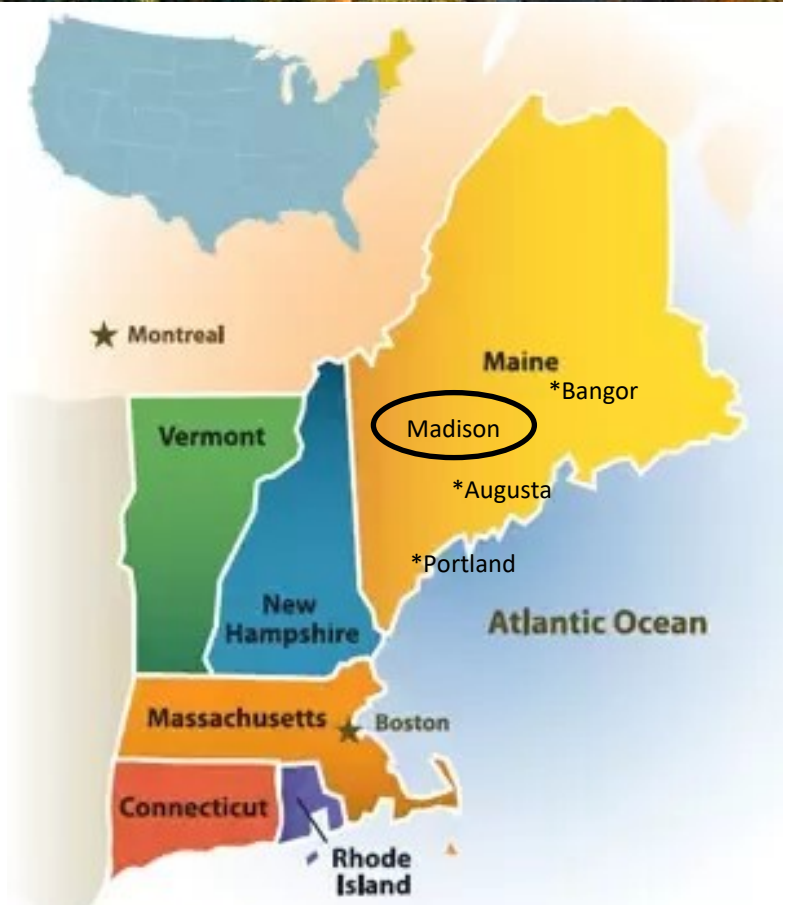 Montreal
Maine
*Bangor
Madison
Vermont
*Augusta
*Portland
New
Hampshire
Atlantic Ocean
Massachusetts
Boston
Connecticut
Rhode
Island